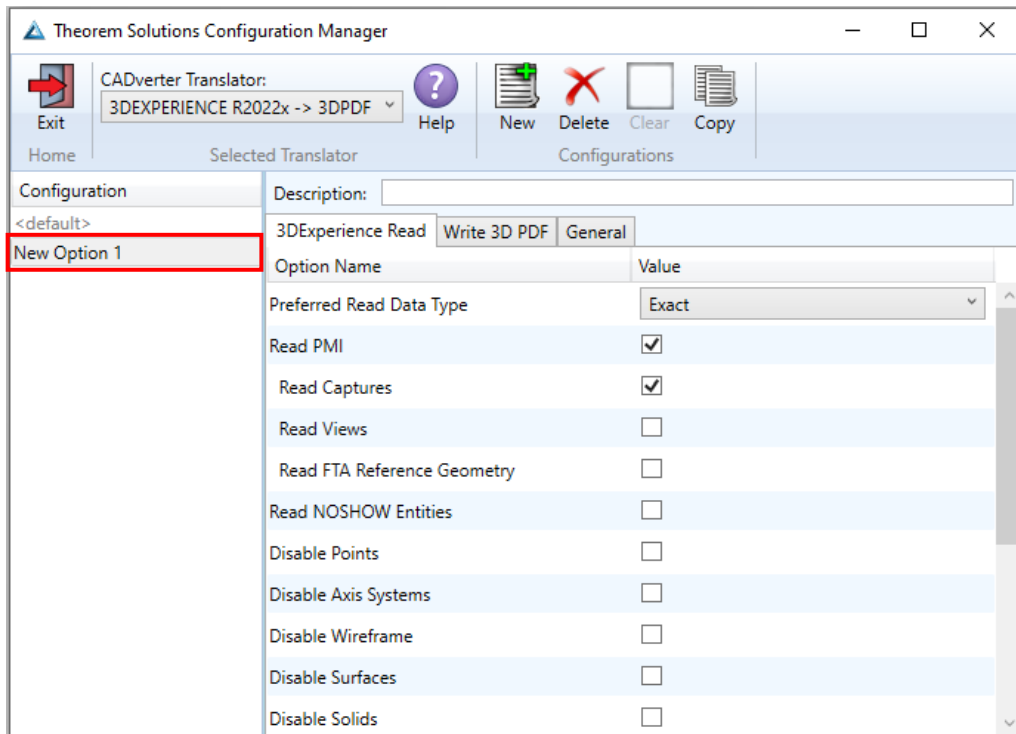 Theorem Solutions Configuration Manager
CADverter Translator:
3DEXPERIENCE R2022x -> 3DPDF
Exit
Help
New
Delete
Clear
Copy
Home
Selected Translator
Configurations
Configuration
Description:
<default>
New Option 1
3DExperience Read
Write 3D PDF
General
Option Name
Value
Preferred Read Data Type
Exact
Read PMI
Read Captures
Read Views
Read FTA Reference Geometry
Read NOSHOW Entities
Disable Points
Disable Axis Systems
Disable Wireframe
Disable Surfaces
Disable Solids